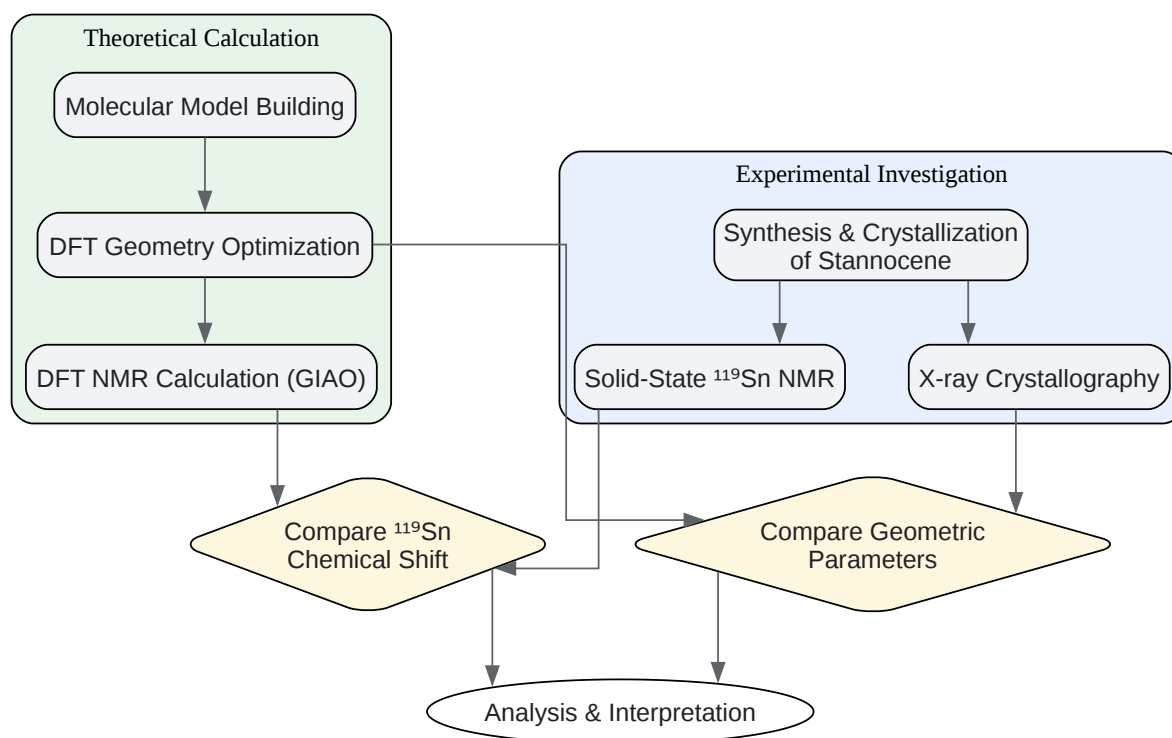 Theoretical Calculation
Molecular Model Building
DFT Geometry Optimization
DFT NMR Calculation (GIAO)
Experimental Investigation
Synthesis & Crystallization
of Stannocene
Solid-State ¹¹⁹Sn NMR
X-ray Crystallography
Compare ¹¹⁹Sn
Chemical Shift
Compare Geometric
Parameters
Analysis & Interpretation